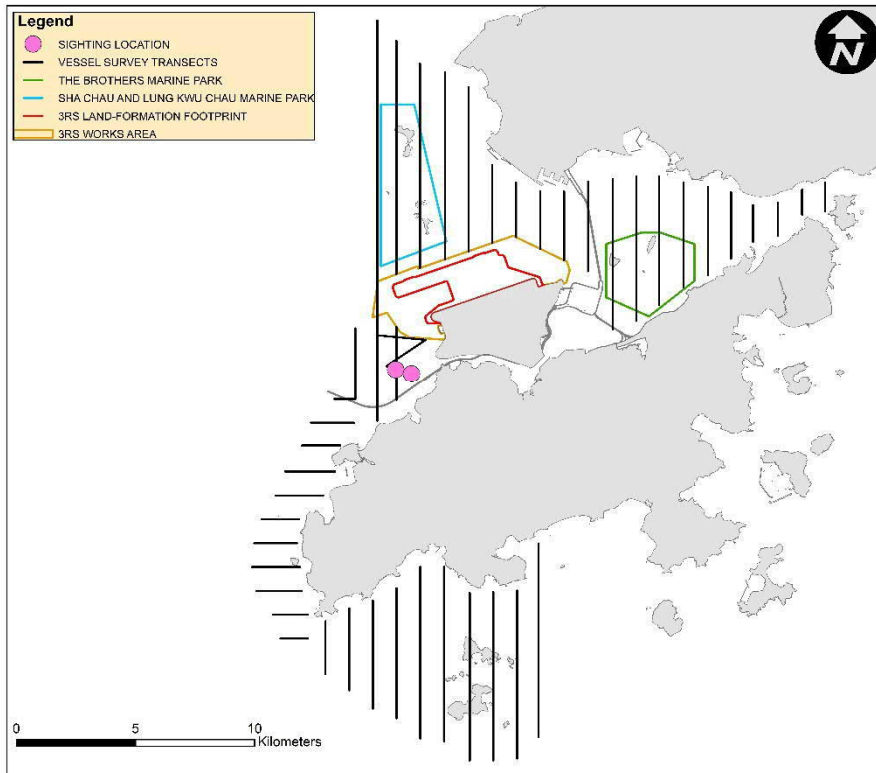 Legend
SIGHTING LOCATION
VESSEL SURVEY TRANSECTS
THE BROTHERS MARINE PARK
SHA CHAU AND LUNG KWU CHAU MARINE PARK
3RS LAND-FORMATION FOOTPRINT
3RS WORKS AREA
N
0 5 10
Kilometers